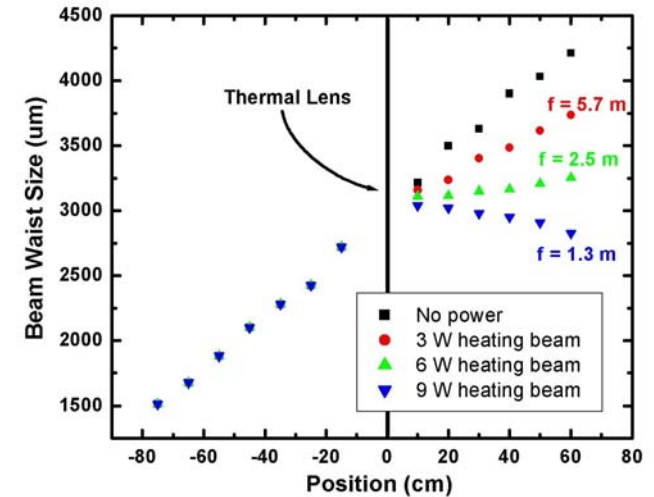 4500
4000
3500
3000
2500
2000
1500
Beam Waist Size (um)
Thermal Lens
f = 5.7 m
f = 2.5 m
f = 1.3 m
No power
3 W heating beam
6 W heating beam
9 W heating beam
-80 -60 -40 -20 0 20 40 60 80
Position (cm)